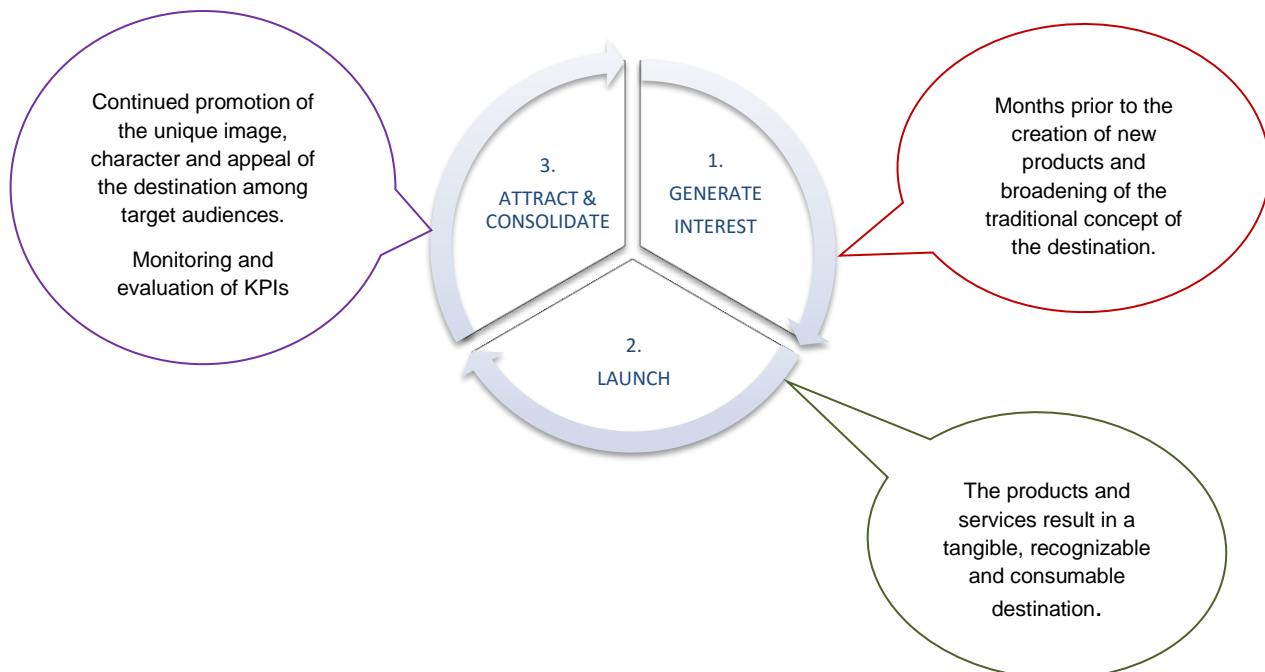 Continued promotion of
the unique image,
character and appeal of
the destination among
target audiences.
Monitoring and
evaluation of KPIs
3.
ATTRACT &
CONSOLIDATE
1.
GENERATE
INTEREST
Months prior to the
creation of new
products and
broadening of the
traditional concept of
the destination.
2.
LAUNCH
The products and
services result in a
tangible, recognizable
and consumable
destination.